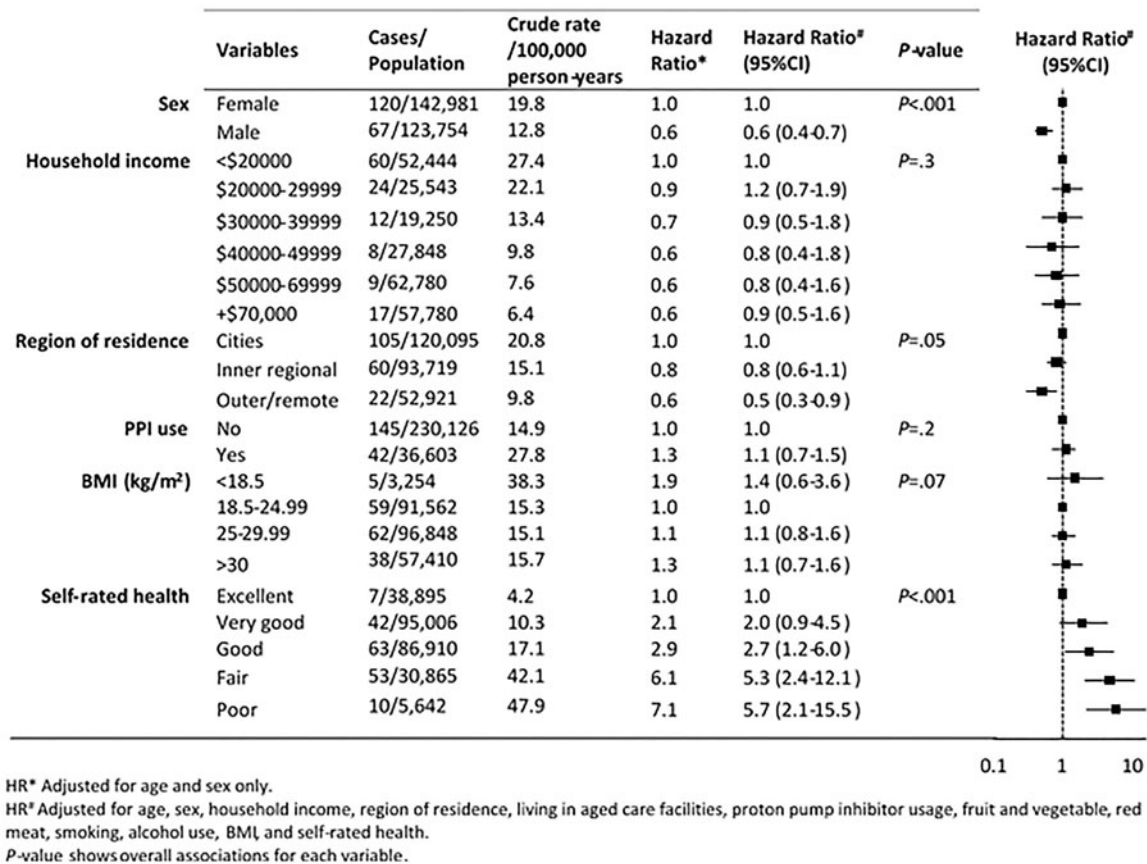 Variables Cases/ Population Crude rate /100,000 person-years Hazard Ratio* Hazard Ratio# (95%CI) P-value Hazard Ratio# (95%CI)
Sex Female 120/142,981 19.8 1.0 1.0 P<.001
Male 67/123,754 12.8 0.6 0.6 (0.4-0.7)
Household income <$20000 60/52,444 27.4 1.0 1.0 P=.3
$20000-29999 24/25,543 22.1 0.9 1.2 (0.7-1.9)
$30000-39999 12/19,250 13.4 0.7 0.9 (0.5-1.8)
$40000-49999 8/27,848 9.8 0.6 0.8 (0.4-1.8)
$50000-69999 9/62,780 7.6 0.6 0.8 (0.4-1.6)
+$70,000 17/57,780 6.4 0.6 0.9 (0.5-1.6)
Region of residence Cities 105/120,095 20.8 1.0 1.0 P=.05
Inner regional 60/93,719 15.1 0.8 0.8 (0.6-1.1)
Outer/remote 22/52,921 9.8 0.6 0.5 (0.3-0.9)
PPI use No 145/230,126 14.9 1.0 1.0 P=.2
Yes 42/36,603 27.8 1.3 1.1 (0.7-1.5)
BMI (kg/m²) <18.5 5/3,254 38.3 1.9 1.4 (0.6-3.6) P=.07
18.5-24.99 59/91,562 15.3 1.0 1.0
25-29.99 62/96,848 15.1 1.1 1.1 (0.8-1.6)
>30 38/57,410 15.7 1.3 1.1 (0.7-1.6)
Self-rated health Excellent 7/38,895 4.2 1.0 1.0 P<.001
Very good 42/95,006 10.3 2.1 2.0 (0.9-4.5)
Good 63/86,910 17.1 2.9 2.7 (1.2-6.0)
Fair 53/30,865 42.1 6.1 5.3 (2.4-12.1)
Poor 10/5,642 47.9 7.1 5.7 (2.1-15.5)
0.1 1 10
HR* Adjusted for age and sex only.
HR# Adjusted for age, sex, household income, region of residence, living in aged care facilities, proton pump inhibitor usage, fruit and vegetable, red
meat, smoking, alcohol use, BMI, and self-rated health.
P-value shows overall associations for each variable.